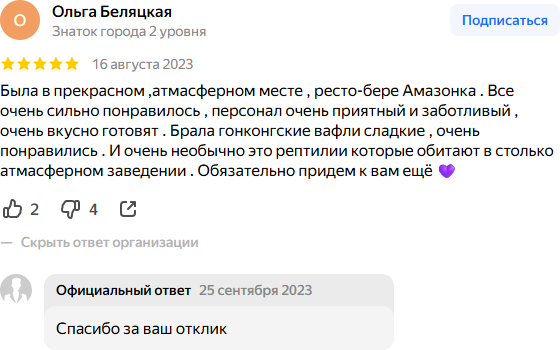 О
Ольга Беляцкая
Знаток города 2 уровня
Подписаться
16 августа 2023
Была в прекрасном ,атмасферном месте , ресто-бере Амазонка . Все
очень сильно понравилось , персонал очень приятный и заботливый ,
очень вкусно готовят . Брала гонконгские вафли сладкие , очень
понравились . И очень необычно это рептилии которые обитают в столько
атмасферном заведении . Обязательно придем к вам ещё 💜
2 4
— Скрыть ответ организации
Официальный ответ 25 сентября 2023
Спасибо за ваш отклик